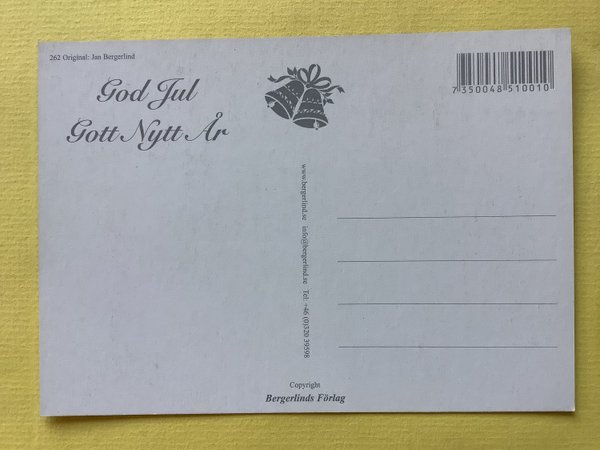 262 Original: Jan Bergerlind
God Jul
Gott Nytt År
7 350048 510010
www.bergerlind.se info@bergerlind.se Tel: +46 (0)320 39598
Copyright
Bergerlinds Förlag